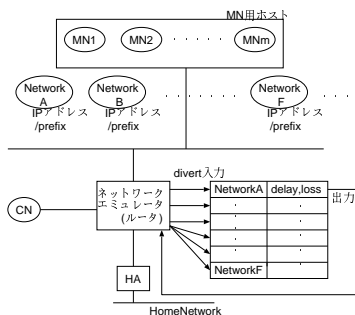 MN用ホスト
MN1 MN2 · · · · · · MNm
Network
A
Network
B
· · · · · ·
Network
F
IPアドレス
/prefix
IPアドレス
/prefix
IPアドレス
/prefix
divert入力
ネットワーク
エミュレータ
(ルータ)
CN
NetworkA delay,loss
出力
NetworkF
HA
HomeNetwork